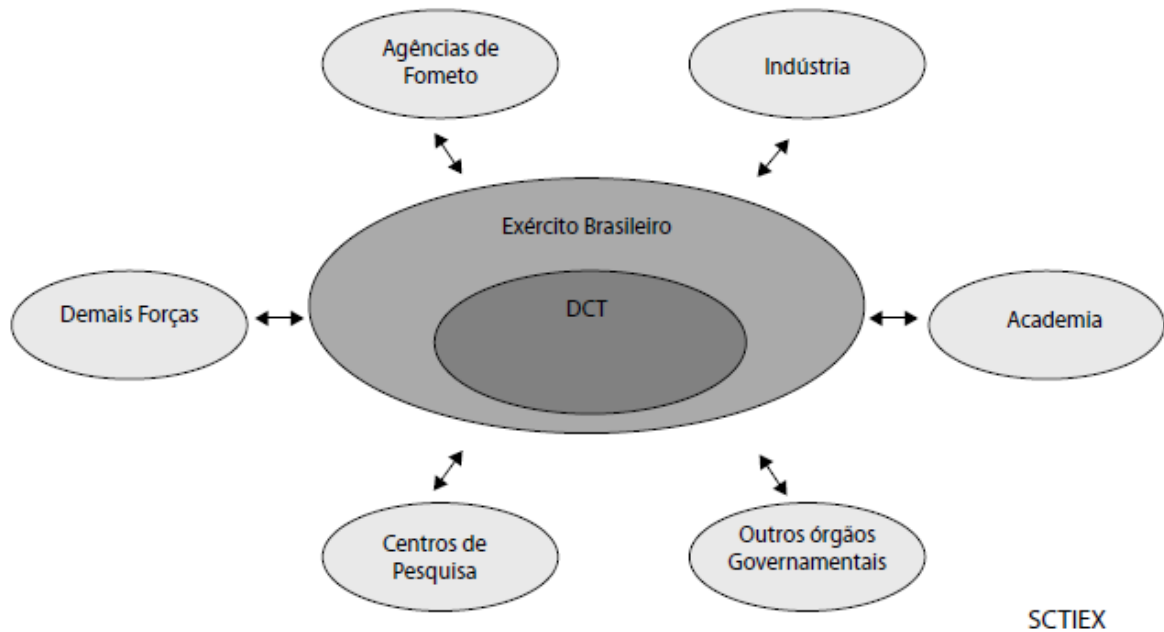 Agências de
Fometo
Indústria
Exército Brasileiro
Demais Forças
DCT
Academia
Centros de
Pesquisa
Outros órgãos
Governamentais
SCTIEX